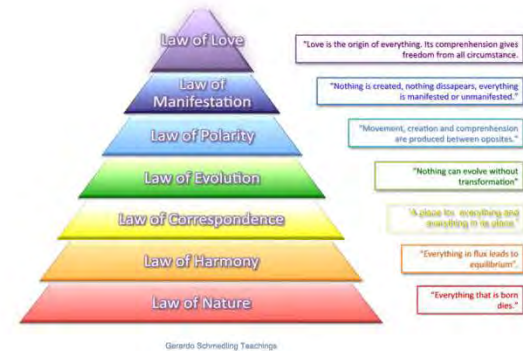 Law of Love
"Love is the origin of everything. Its comprenhension gives
freedom from all circumstance.
Law of
Manifestation
"Nothing is created, nothing dissapears, everything
is manifested or unmanifested."
Law of Polarity
"Movement, creation and comprenhension
are produced between oposites."
Law of Evolution
"Nothing can evolve without
transformation"
Law of Correspondence
"A place for everything and
everything in its place."
Law of Harmony
"Everything in flux leads to
equilibrium".
Law of Nature
"Everything that is born
dies."
Gerardo Schmedling Teachings